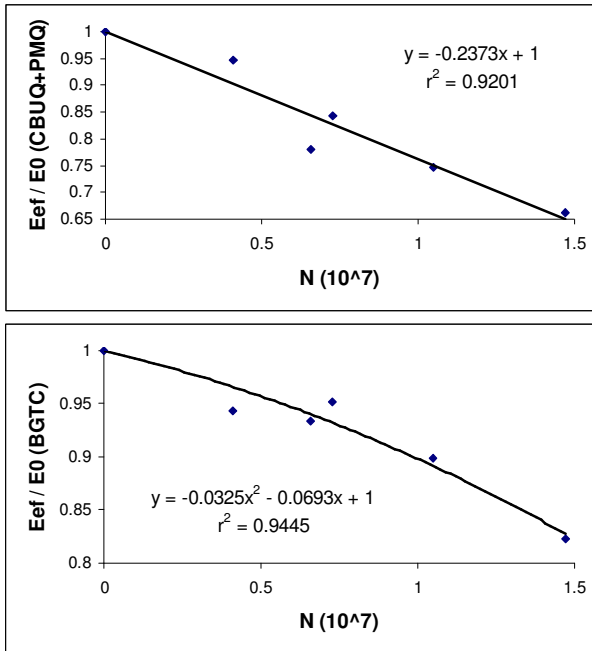 Eef / E0 (CBUQ+PMQ)
1
0.95
0.9
0.85
0.8
0.75
0.7
0.65
y = -0.2373x + 1
r² = 0.9201
0 0.5 1 1.5
N (10^7)
Eef / E0 (BGTC)
1
0.95
0.9
0.85
0.8
y = -0.0325x² - 0.0693x + 1
r² = 0.9445
0 0.5 1 1.5
N (10^7)